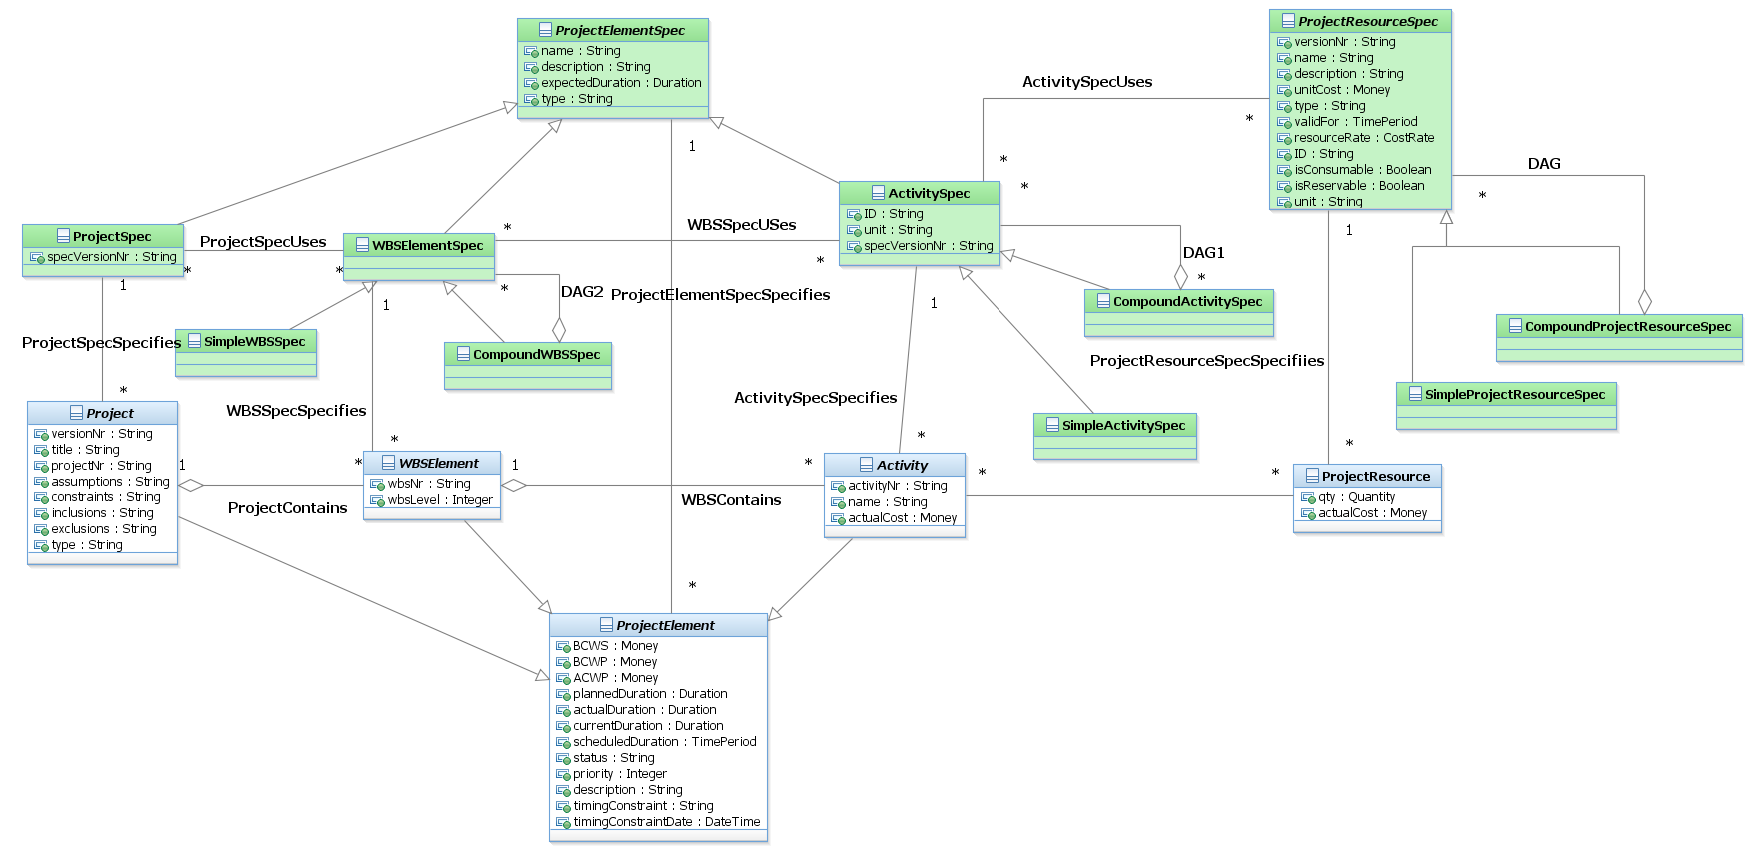 ProjectElementSpec
name : String
description : String
expectedDuration : Duration
type : String
ProjectResourceSpec
versionNr : String
name : String
description : String
unitCost : Money
type : String
validFor : TimePeriod
resourceRate : CostRate
ID : String
isConsumable : Boolean
isReservable : Boolean
unit : String
ActivitySpecUses
*
*
*
1
DAG
*
1
ActivitySpec
ID : String
unit : String
specVersionNr : String
ProjectSpec
specVersionNr : String
ProjectSpecUses
*
*
1
WBSElementSpec
*
WBSSpecUSes
*
*
DAG2
1
DAG1
*
ProjectElementSpecSpecifies
1
CompoundActivitySpec
CompoundProjectResourceSpec
SimpleWBSSpec
CompoundWBSSpec
ProjectSpecSpecifies
*
ProjectResourceSpecSpecifiies
SimpleProjectResourceSpec
ActivitySpecSpecifies
*
SimpleActivitySpec
WBSSpecSpecifies
*
*
Project
versionNr : String
title : String
projectNr : String
assumptions : String
constraints : String
inclusions : String
exclusions : String
type : String
1
*
ProjectContains
WBSElement
wbsNr : String
wbsLevel : Integer
1
*
WBSContains
Activity
activityNr : String
name : String
actualCost : Money
*
*
ProjectResource
qty : Quantity
actualCost : Money
*
ProjectElement
BCWS : Money
BCWP : Money
ACWP : Money
plannedDuration : Duration
actualDuration : Duration
currentDuration : Duration
scheduledDuration : TimePeriod
status : String
priority : Integer
description : String
timingConstraint : String
timingConstraintDate : DateTime